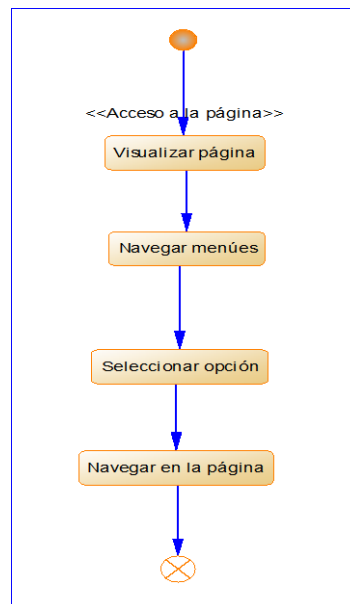 <<Acceso a la página>>
Visualizar página
Navegar menúes
Seleccionar opción
Navegar en la página